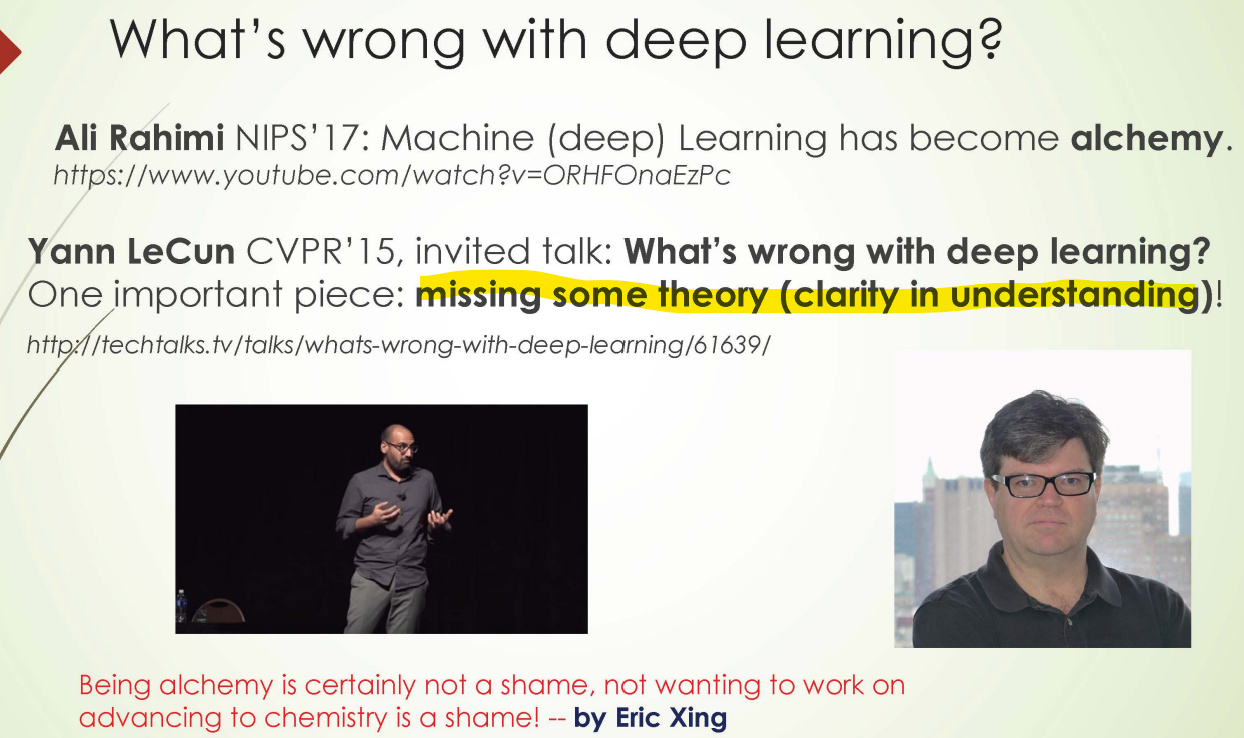 What's wrong with deep learning?
Ali Rahimi NIPS'17: Machine (deep) Learning has become alchemy.
https://www.youtube.com/watch?v=ORHFOnaEzPc
Yann LeCun CVPR'15, invited talk: What's wrong with deep learning?
One important piece: missing some theory (clarity in understanding)!
http://techtalks.tv/talks/whats-wrong-with-deep-learning/61639/
Being alchemy is certainly not a shame, not wanting to work on
advancing to chemistry is a shame! -- by Eric Xing